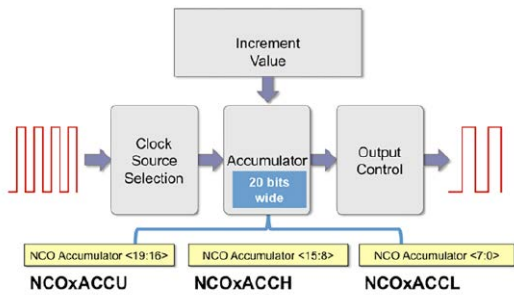 Increment
Value
Clock
Source
Selection
Accumulator
20 bits
wide
Output
Control
NCO Accumulator <19:16>
NCO Accumulator <15:8>
NCO Accumulator <7:0>
NCOxACCU
NCOxACCH
NCOxACCL